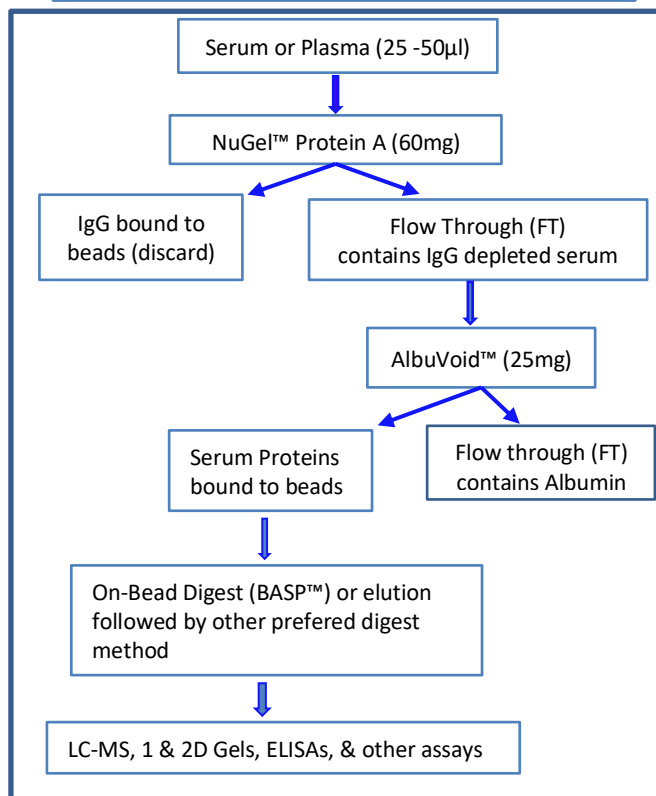 Serum or Plasma (25 -50µl)
NuGel™ Protein A (60mg)
IgG bound to
beads (discard)
Flow Through (FT)
contains IgG depleted serum
AlbuVoid™ (25mg)
Serum Proteins
bound to beads
Flow through (FT)
contains Albumin
On-Bead Digest (BASP™) or elution
followed by other prefered digest
method
LC-MS, 1 & 2D Gels, ELISAs, & other assays